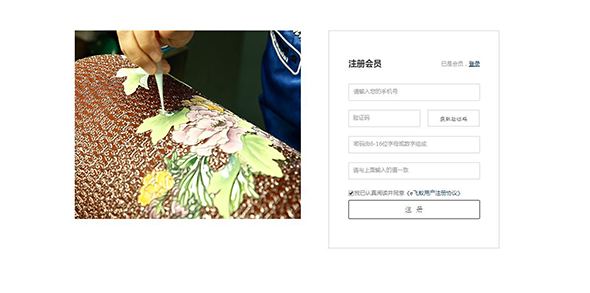 注册会员
已是会员，登录
请输入您的手机号
验证码
获取验证码
密码由6-16位字母或数字组成
请与上面输入的值一致
我已认真阅读并同意《e飞蚁用户注册协议》
注 册